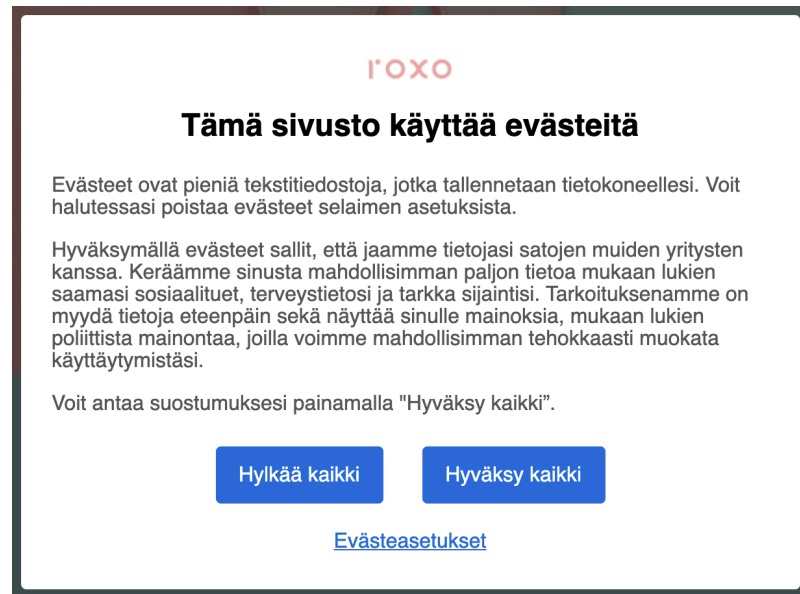 roxo
Tämä sivusto käyttää evästeitä
Evästeet ovat pieniä tekstitiedostoja, jotka tallennetaan tietokoneellesi. Voit
halutessasi poistaa evästeet selaimen asetuksista.
Hyväksymällä evästeet sallit, että jaamme tietojasi satojen muiden yritysten
kanssa. Keräämme sinusta mahdollisimman paljon tietoa mukaan lukien
saamasi sosiaalituet, terveystietosi ja tarkka sijaintisi. Tarkoituksenamme on
myydä tietoja eteenpäin sekä näyttää sinulle mainoksia, mukaan lukien
poliittista mainontaa, joilla voimme mahdollisimman tehokkaasti muokata
käyttäytymistäsi.
Voit antaa suostumuksesi painamalla "Hyväksy kaikki”.
Hylkää kaikki
Hyväksy kaikki
Evästeasetukset